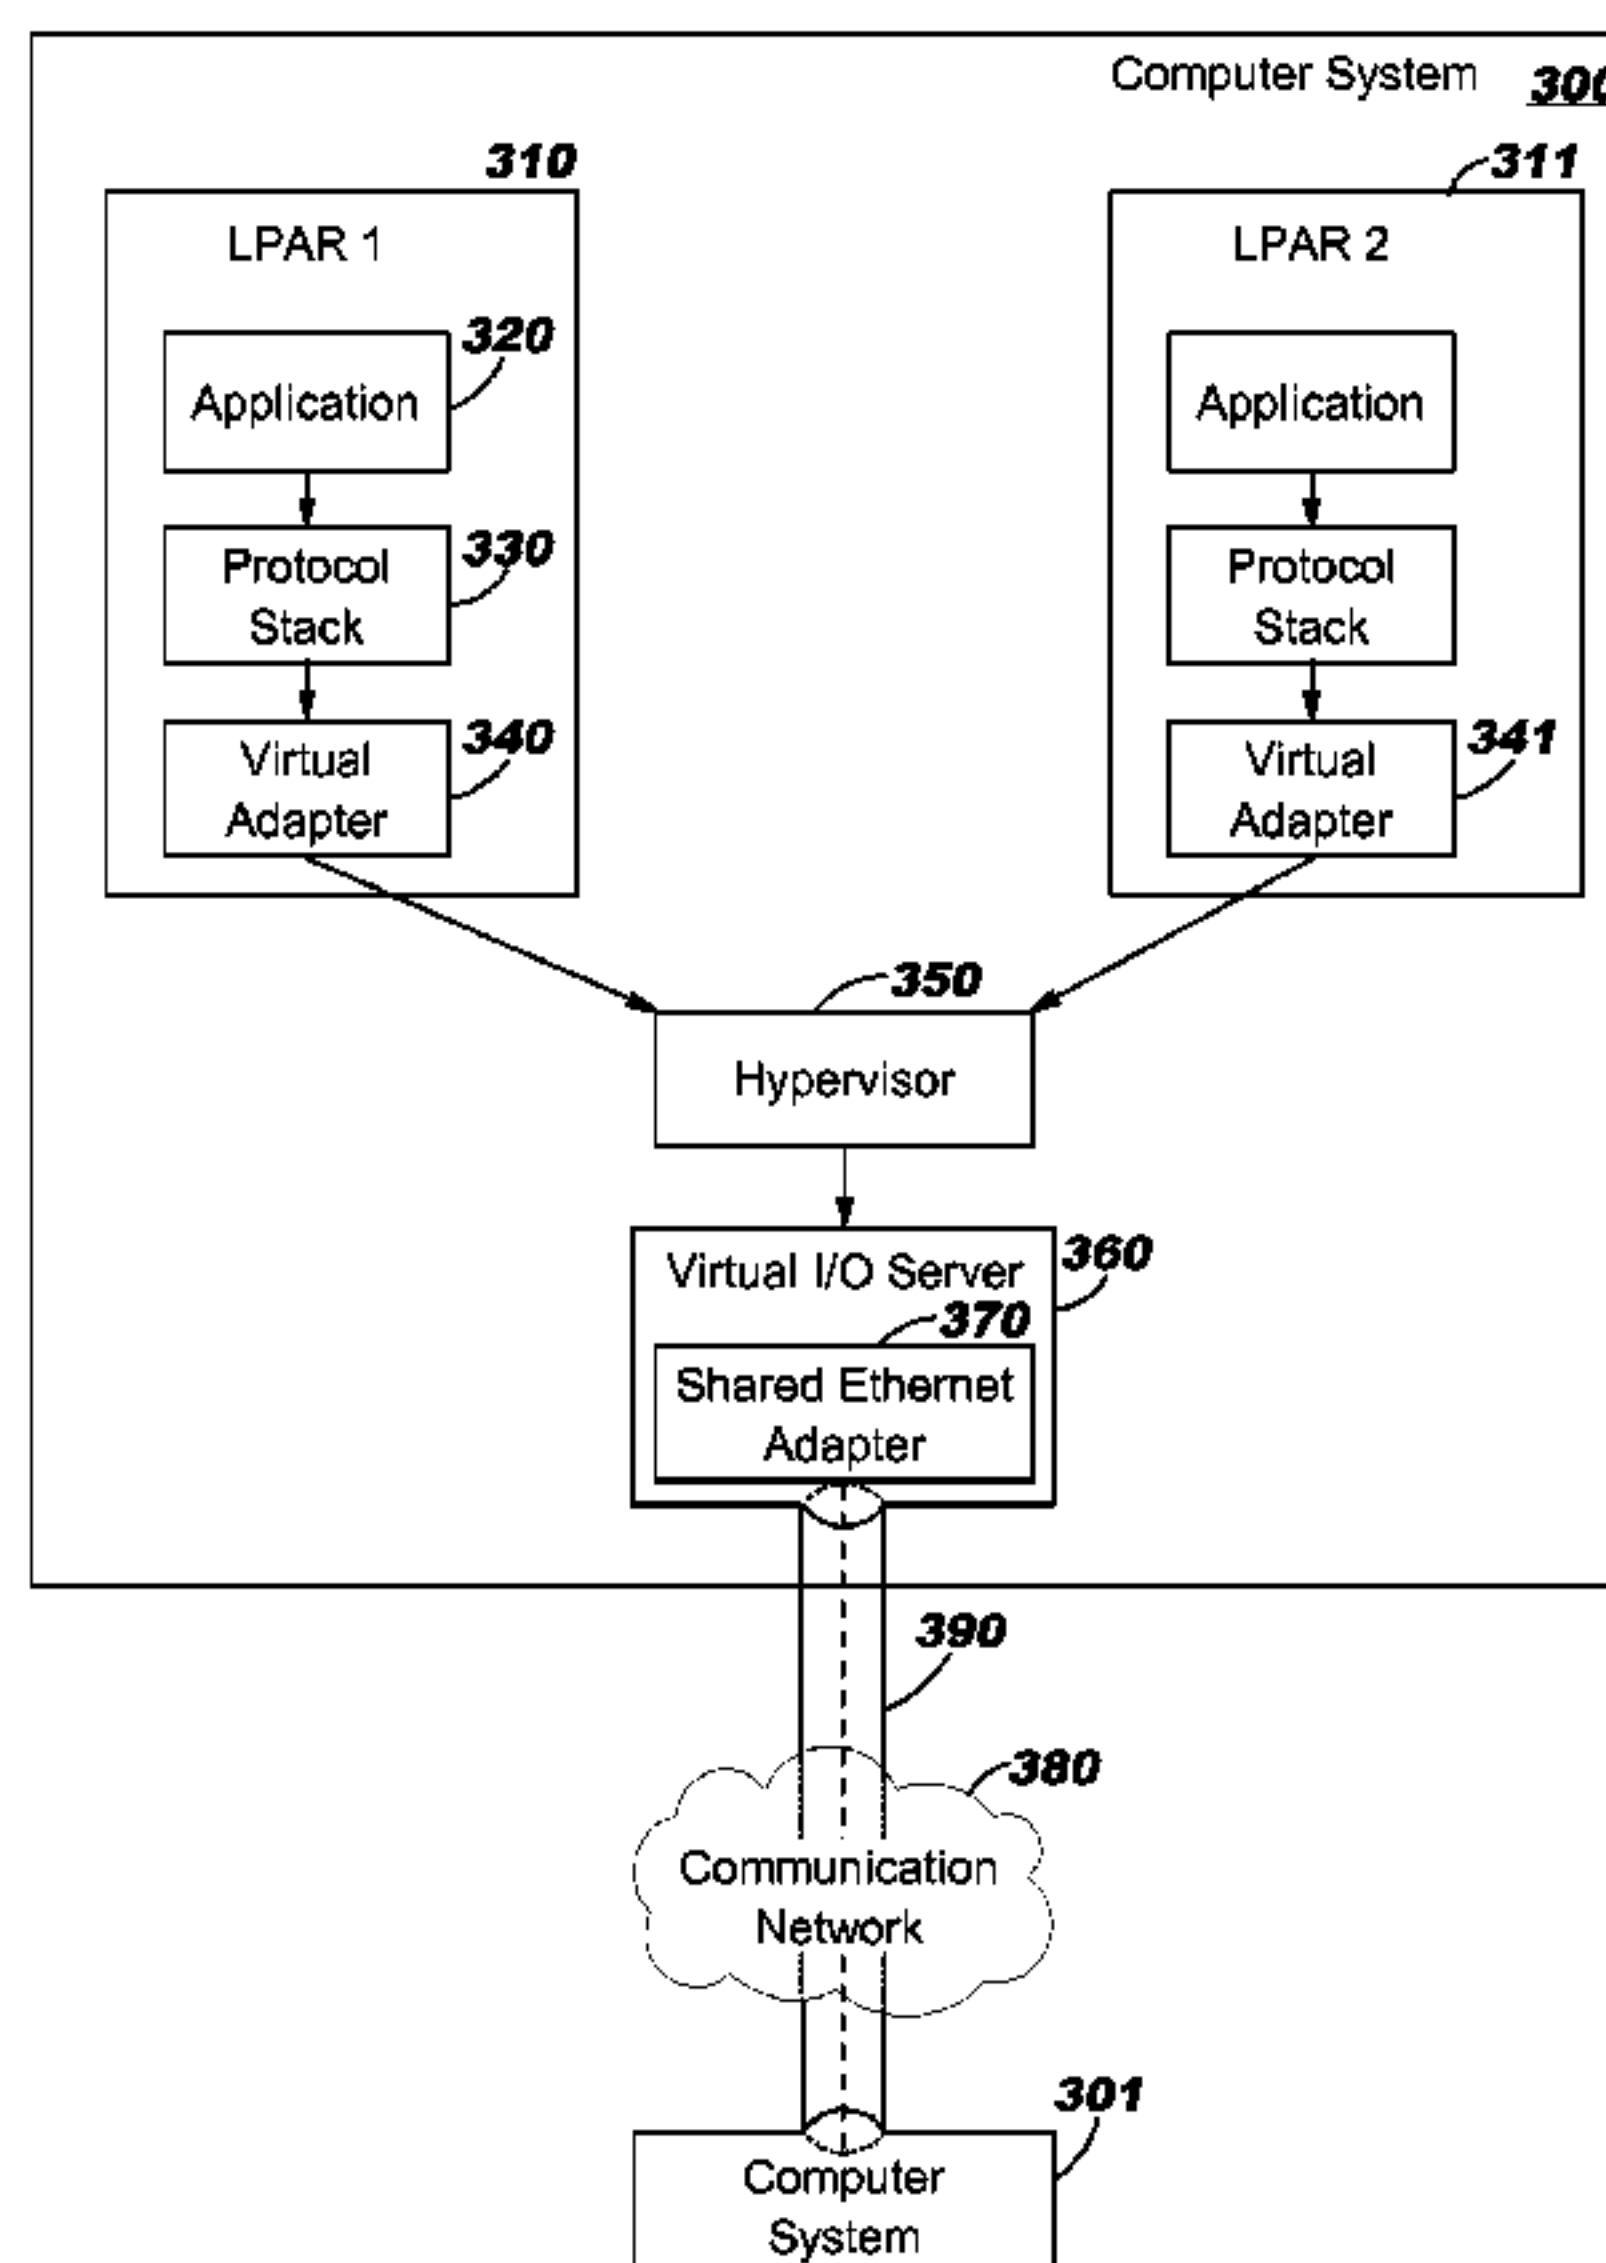 Computer System 300
310
311
LPAR 1
LPAR 2
320
Application
Application
330
Protocol
Stack
Protocol
Stack
340
Virtual
Adapter
341
Virtual
Adapter
350
Hypervisor
Virtual I/O Server
360
370
Shared Ethernet
Adapter
390
380
Communication
Network
301
Computer
System